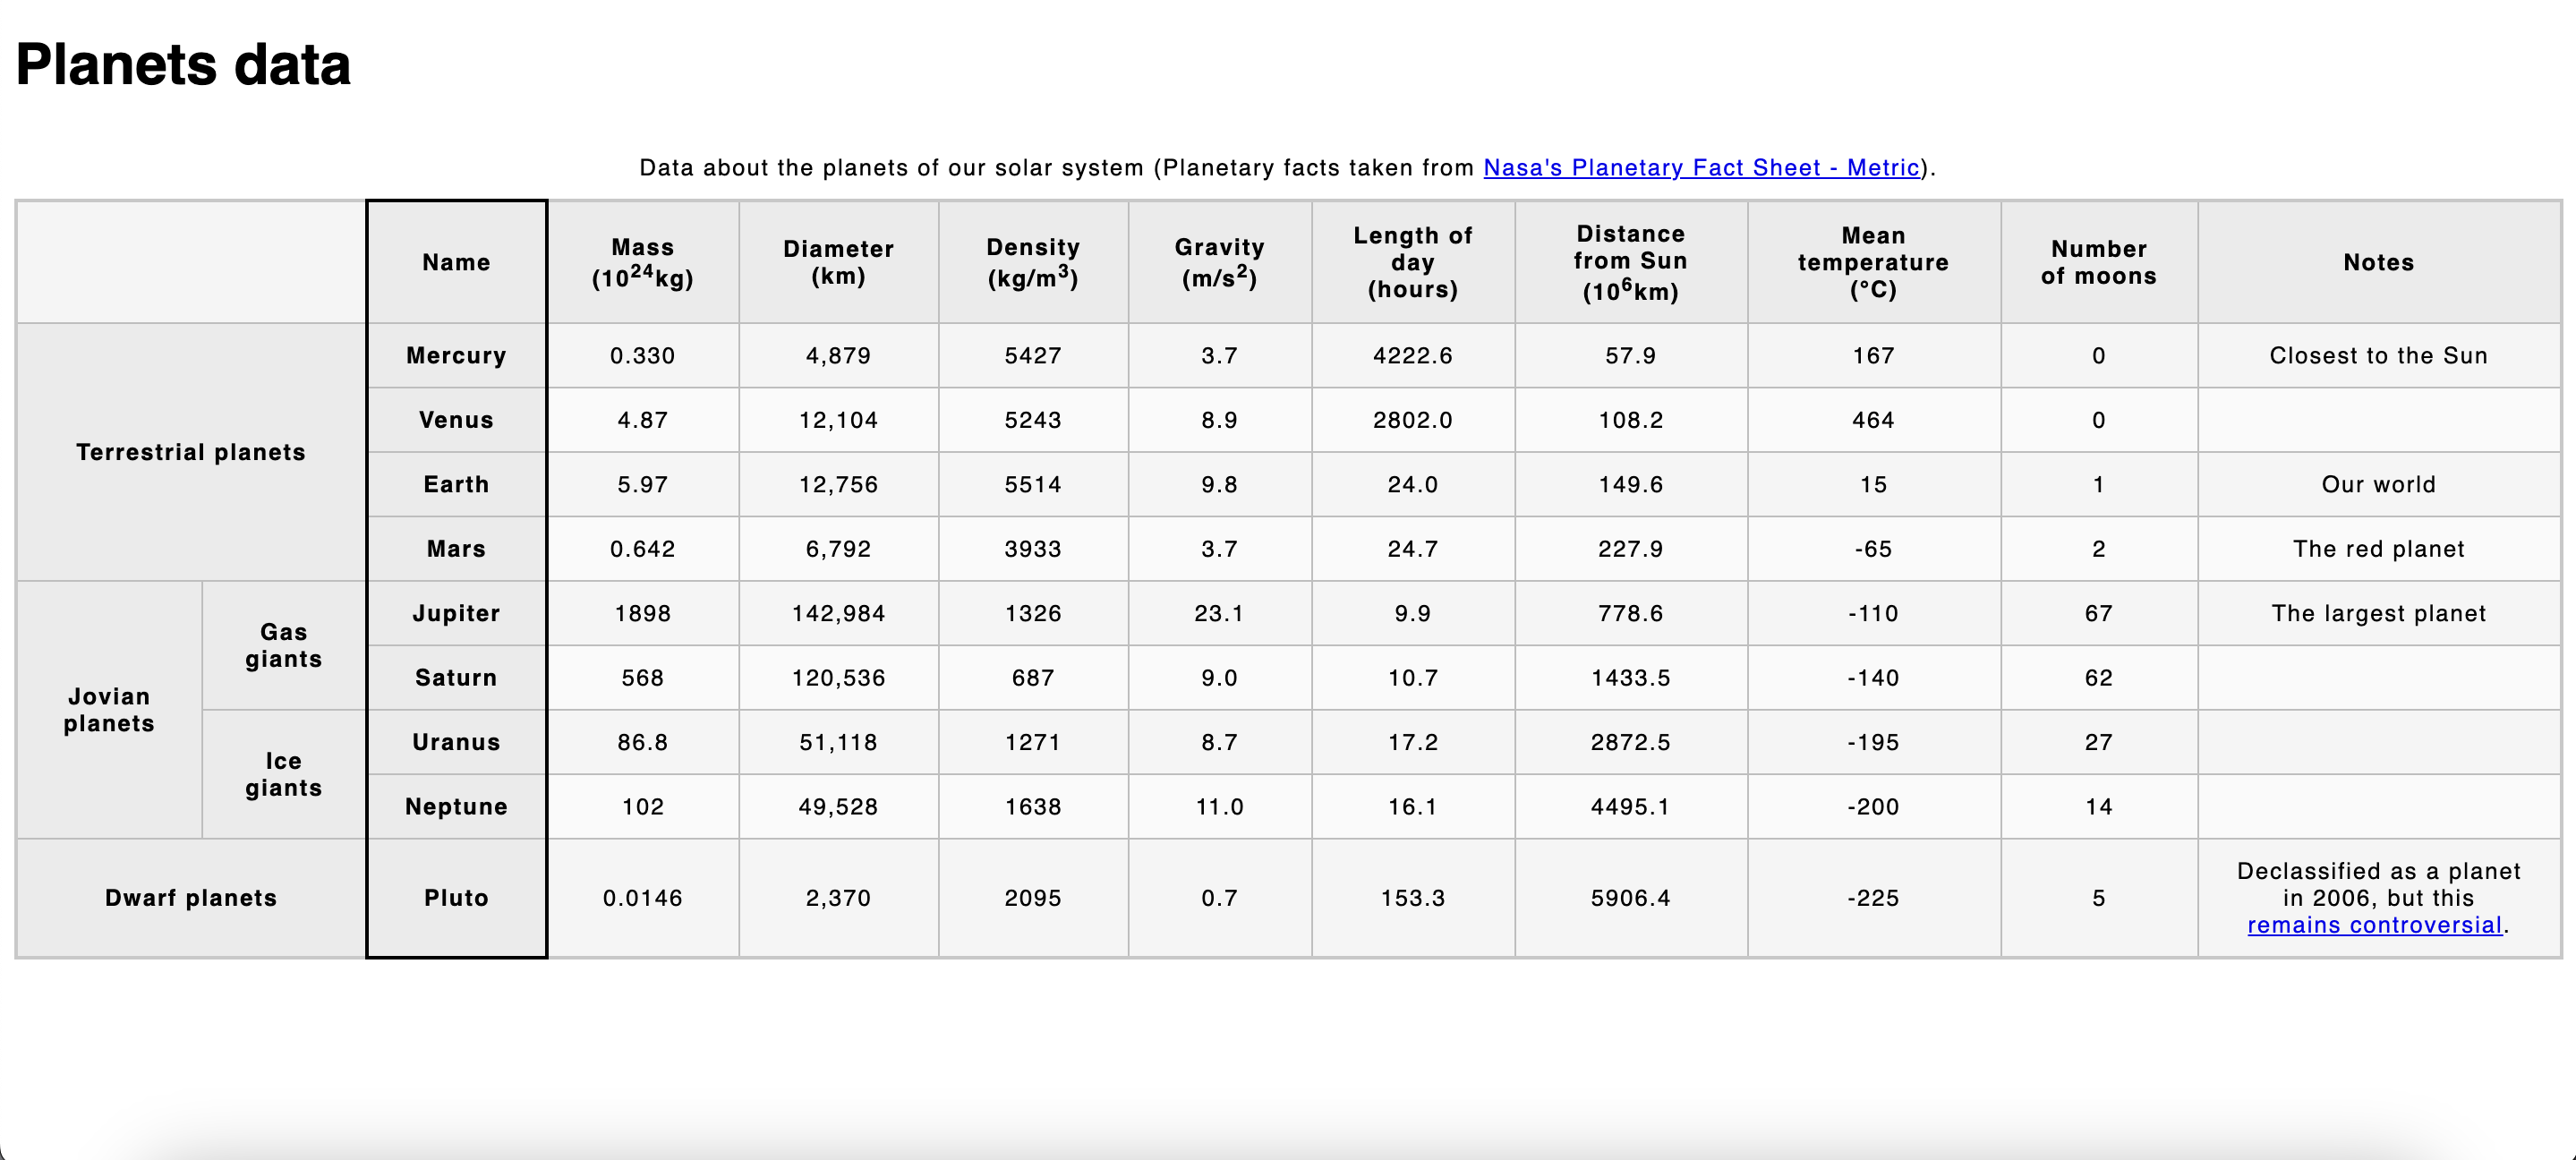 Planets data
Data about the planets of our solar system (Planetary facts taken from Nasa's Planetary Fact Sheet - Metric).
Name Mass (10²⁴kg) Diameter (km) Density (kg/m³) Gravity (m/s²) Length of day (hours) Distance from Sun (10⁶km) Mean temperature (°C) Number of moons Notes
Terrestrial planets
Mercury 0.330 4,879 5427 3.7 4222.6 57.9 167 0 Closest to the Sun
Venus 4.87 12,104 5243 8.9 2802.0 108.2 464 0
Earth 5.97 12,756 5514 9.8 24.0 149.6 15 1 Our world
Mars 0.642 6,792 3933 3.7 24.7 227.9 -65 2 The red planet
Jovian planets
Gas giants
Jupiter 1898 142,984 1326 23.1 9.9 778.6 -110 67 The largest planet
Saturn 568 120,536 687 9.0 10.7 1433.5 -140 62
Ice giants
Uranus 86.8 51,118 1271 8.7 17.2 2872.5 -195 27
Neptune 102 49,528 1638 11.0 16.1 4495.1 -200 14
Dwarf planets
Pluto 0.0146 2,370 2095 0.7 153.3 5906.4 -225 5 Declassified as a planet in 2006, but this remains controversial.